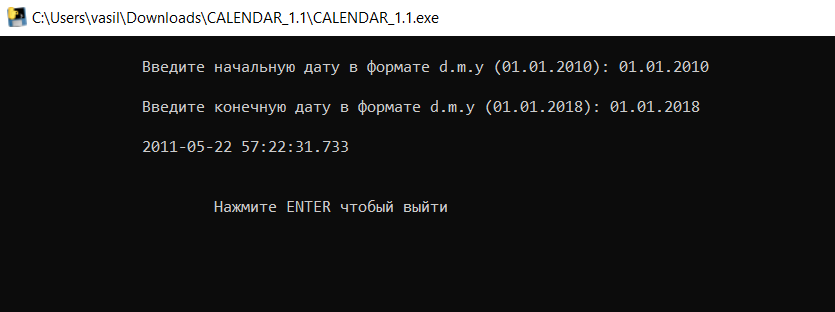 C:\Users\vasil\Downloads\CALENDAR_1.1\CALENDAR_1.1.exe
Введите начальную дату в формате d.m.y (01.01.2010): 01.01.2010
Введите конечную дату в формате d.m.y (01.01.2018): 01.01.2018
2011-05-22 57:22:31.733
Нажмите ENTER чтобый выйти